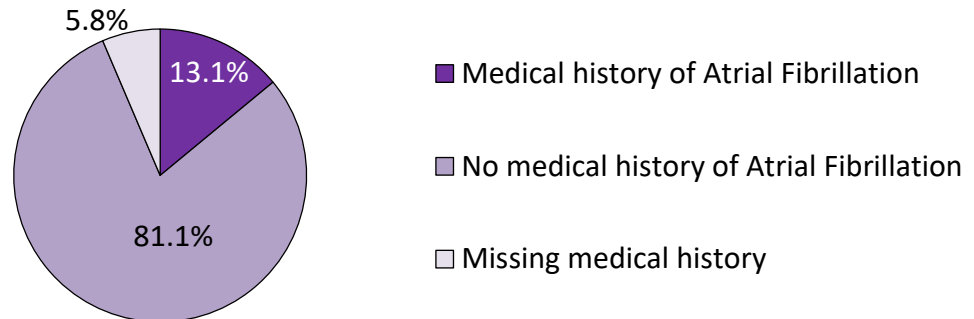 5.8%
13.1%
81.1%
Medical history of Atrial Fibrillation
No medical history of Atrial Fibrillation
Missing medical history